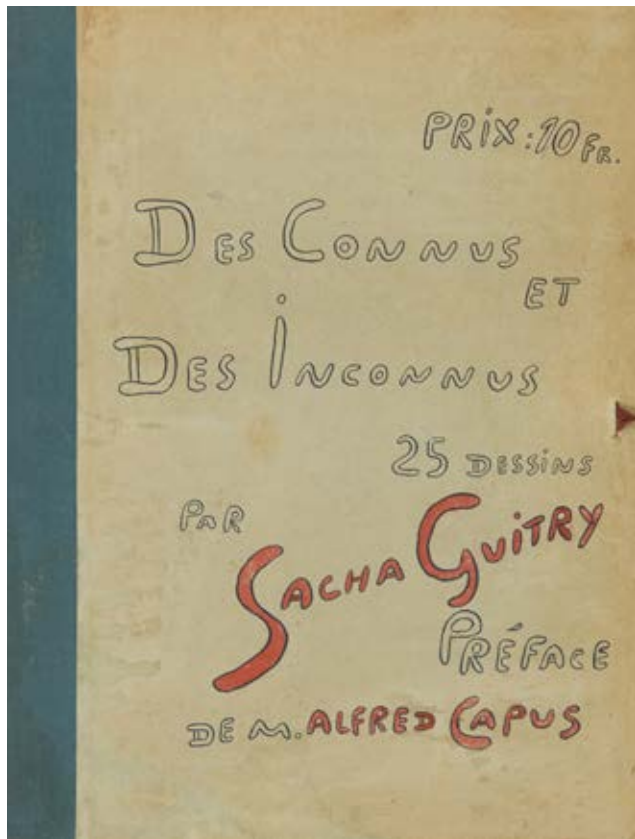 PRIX : 10 FR.
DES CONNUS
ET
DES INCONNUS
25 DESSINS
PAR
SACHA GUITRY
PRÉFACE
DE M. ALFRED CAPUS